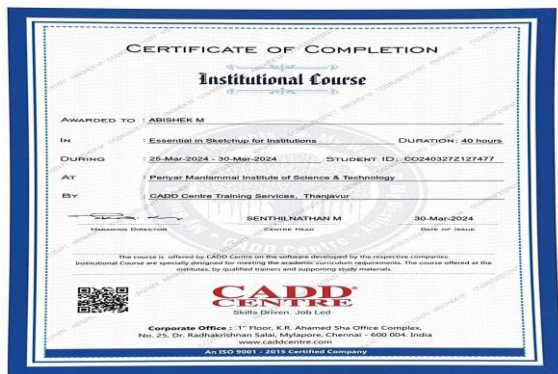 CERTIFICATE OF COMPLETION
Institutional Course
AWARDED TO : ABISHEK M
IN : Essential in Sketchup for Institutions DURATION: 40 hours
DURING : 25-Mar-2024 - 30-Mar-2024 STUDENT ID: CO240327Z127477
AT : Periyar Maniammai Institute of Science & Technology
BY : CADD Centre Training Services, Thanjavur
SENTHILNATHAN M 30-Mar-2024
MANAGING DIRECTOR CENTRE HEAD DATE OF ISSUE
The course is offered by CADD Centre on the software developed by the respective companies.
Institutional Course are specially designed for meeting the academic curriculum requirements. The course offered at the
institutes, by qualified trainers and supporting study materials.
CADD®
CENTRE
Skills Driven. Job Led
Corporate Office : 1st Floor, K.R. Ahamed Sha Office Complex,
No. 25, Dr. Radhakrishnan Salai, Mylapore, Chennai - 600 004. India
www.caddcentre.com
An ISO 9001 - 2015 Certified Company